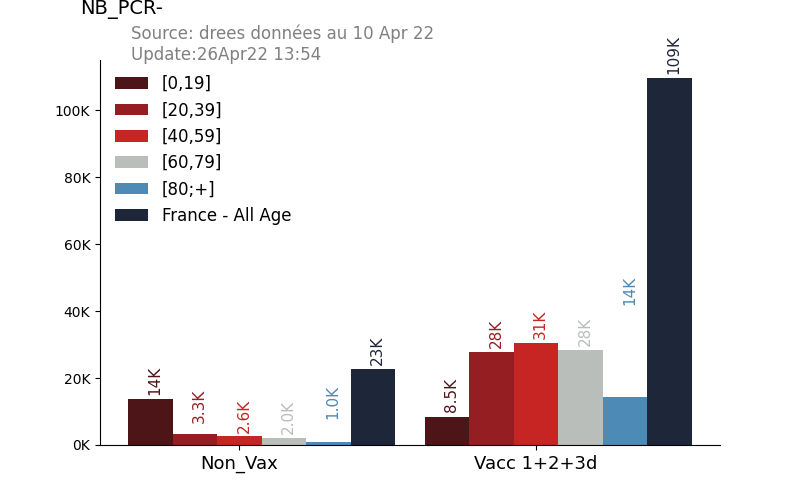 NB_PCR-
Source: drees données au 10 Apr 22
Update:26Apr22 13:54
[0,19]
[20,39]
[40,59]
[60,79]
[80;+]
France - All Age
100K
80K
60K
40K
20K
0K
14K
3.3K
2.6K
2.0K
1.0K
23K
8.5K
28K
31K
28K
14K
109K
Non_Vax
Vacc 1+2+3d